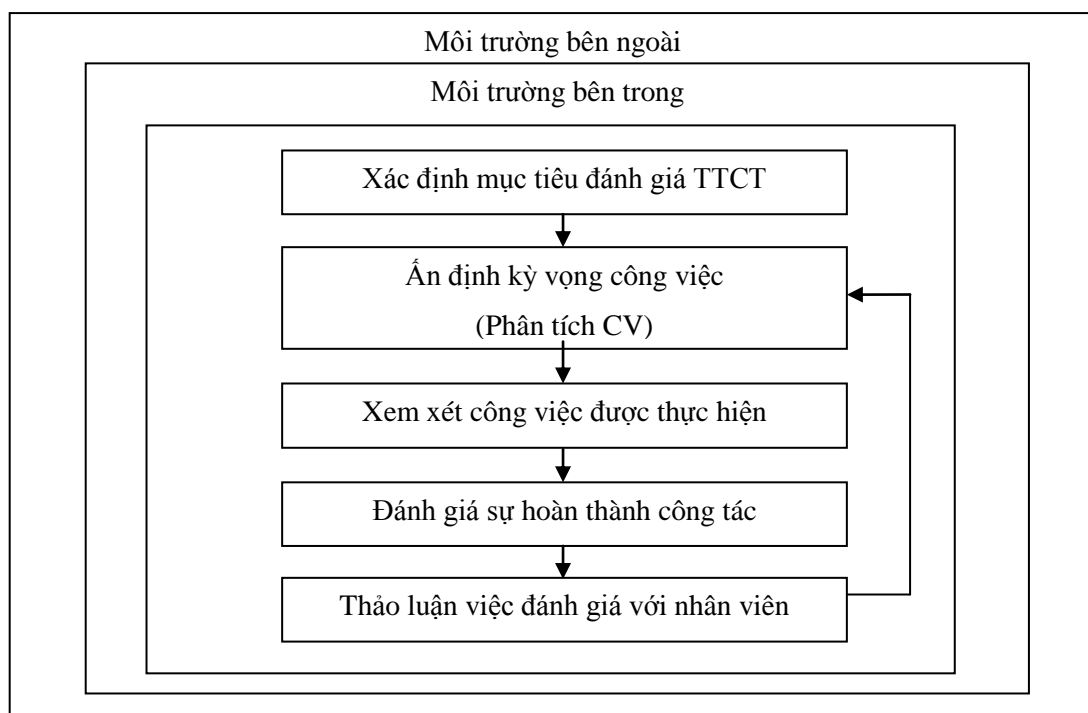 Môi trường bên ngoài
Môi trường bên trong
Xác định mục tiêu đánh giá TTCT
Ấn định kỳ vọng công việc
(Phân tích CV)
Xem xét công việc được thực hiện
Đánh giá sự hoàn thành công tác
Thảo luận việc đánh giá với nhân viên